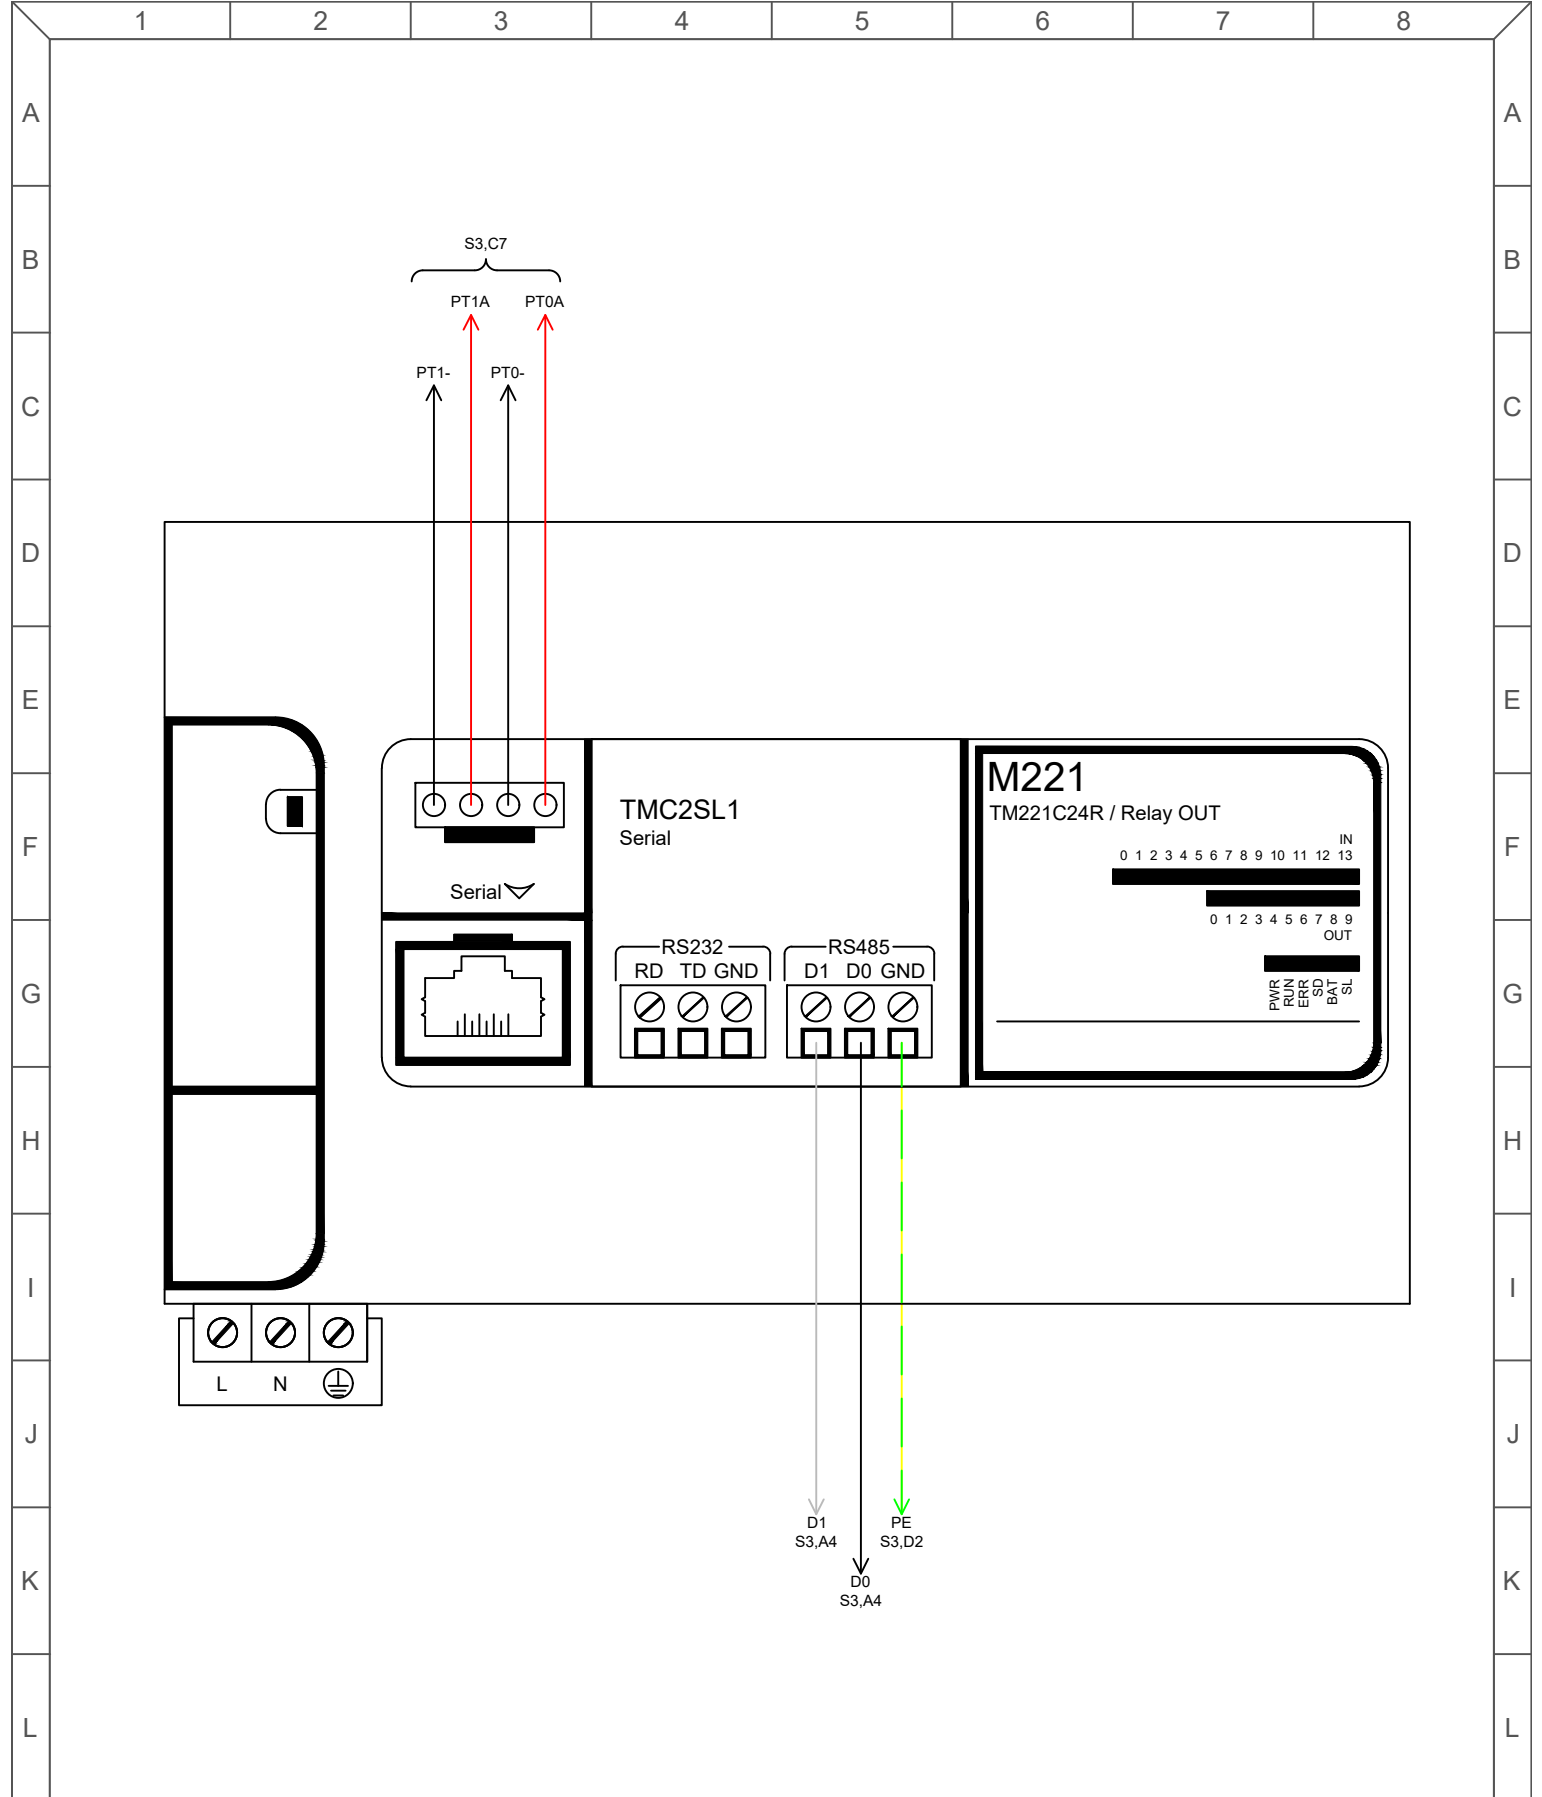 1 2 3 4 5 6 7 8
A A
B B
S3,C7
PT1A PT0A
PT1- PT0-
C C
D D
E E
M221
TM221C24R / Relay OUT
TMC2SL1
Serial
IN
0 1 2 3 4 5 6 7 8 9 10 11 12 13
F F
Serial
0 1 2 3 4 5 6 7 8 9
OUT
RS232 RS485
RD TD GND D1 D0 GND
G G
PWR
RUN
ERR
SD
BAT
SL
H H
I I
L N
J J
D1
S3,A4
PE
S3,D2
K K
D0
S3,A4
L L